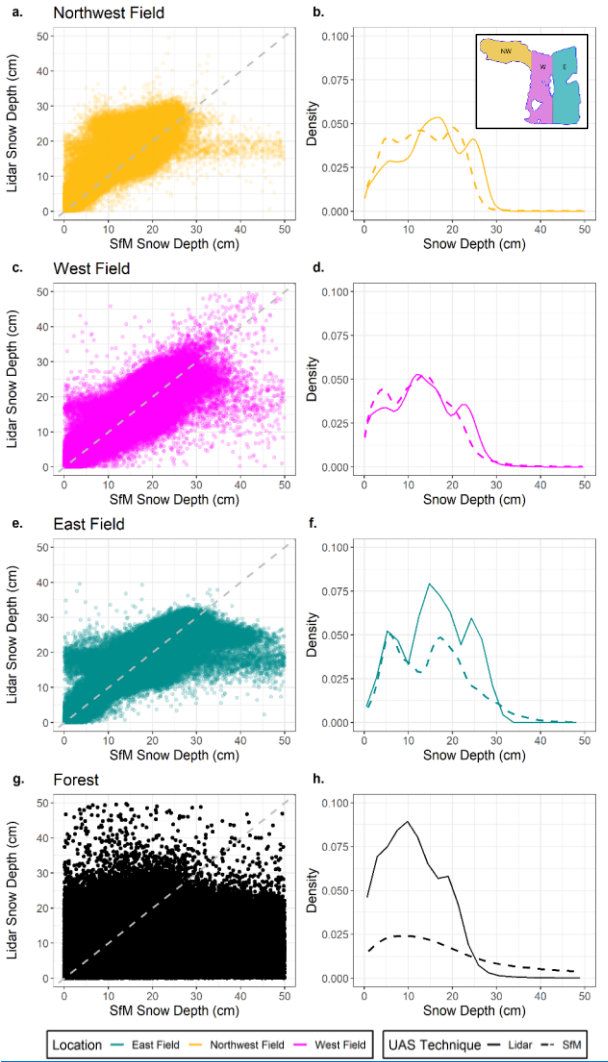 a. Northwest Field
50
40
30
20
10
0
Lidar Snow Depth (cm)
0 10 20 30 40 50
SfM Snow Depth (cm)
b.
0.100
0.075
0.050
0.025
0.000
Density
NW W E
0 10 20 30 40 50
Snow Depth (cm)
c. West Field
50
40
30
20
10
0
Lidar Snow Depth (cm)
0 10 20 30 40 50
SfM Snow Depth (cm)
d.
0.100
0.075
0.050
0.025
0.000
Density
0 10 20 30 40 50
Snow Depth (cm)
e. East Field
50
40
30
20
10
0
Lidar Snow Depth (cm)
0 10 20 30 40 50
SfM Snow Depth (cm)
f.
0.100
0.075
0.050
0.025
0.000
Density
0 10 20 30 40 50
Snow Depth (cm)
g. Forest
50
40
30
20
10
0
Lidar Snow Depth (cm)
0 10 20 30 40 50
SfM Snow Depth (cm)
h.
0.100
0.075
0.050
0.025
0.000
Density
0 10 20 30 40 50
Snow Depth (cm)
Location East Field Northwest Field West Field
UAS Technique Lidar SfM